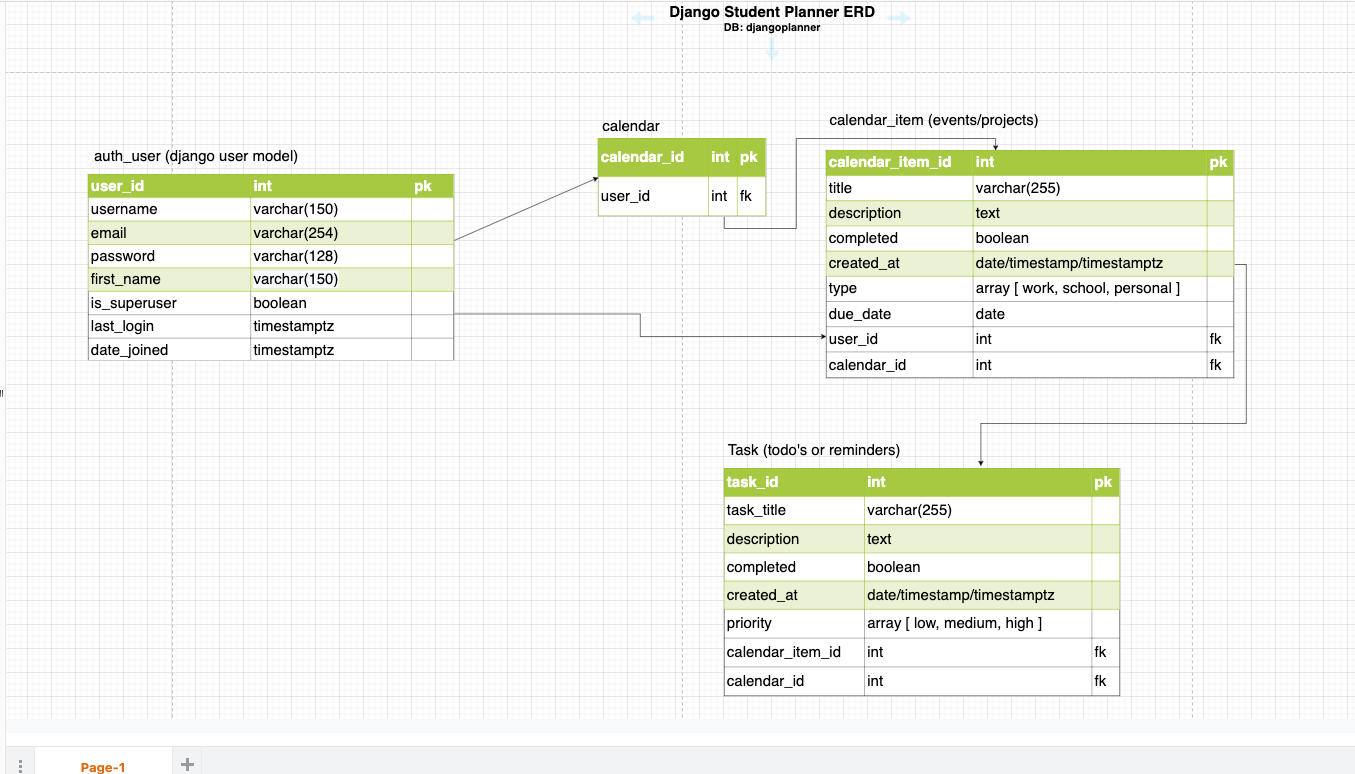 Django Student Planner ERD
DB: djangoplanner
auth_user (django user model)
user_id int pk
username varchar(150)
email varchar(254)
password varchar(128)
first_name varchar(150)
is_superuser boolean
last_login timestamptz
date_joined timestamptz
calendar
calendar_id int pk
user_id int fk
calendar_item (events/projects)
calendar_item_id int pk
title varchar(255)
description text
completed boolean
created_at date/timestamp/timestamptz
type array [ work, school, personal ]
due_date date
user_id int fk
calendar_id int fk
Task (todo's or reminders)
task_id int pk
task_title varchar(255)
description text
completed boolean
created_at date/timestamp/timestamptz
priority array [ low, medium, high ]
calendar_item_id int fk
calendar_id int fk
Page-1